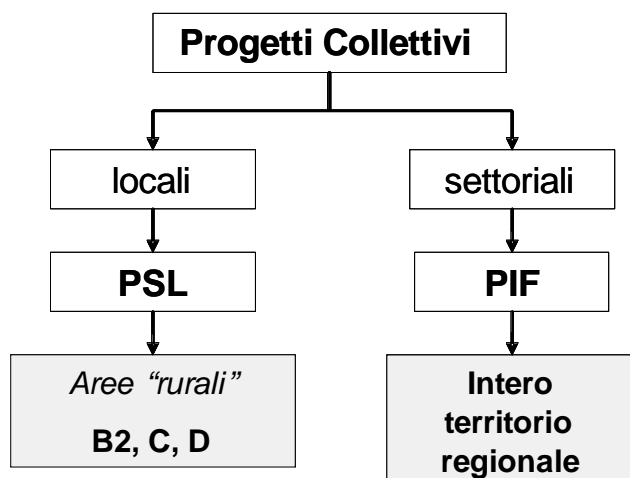 Progetti Collettivi
locali
settoriali
PSL
PIF
Aree “rurali”
B2, C, D
Intero
territorio
regionale